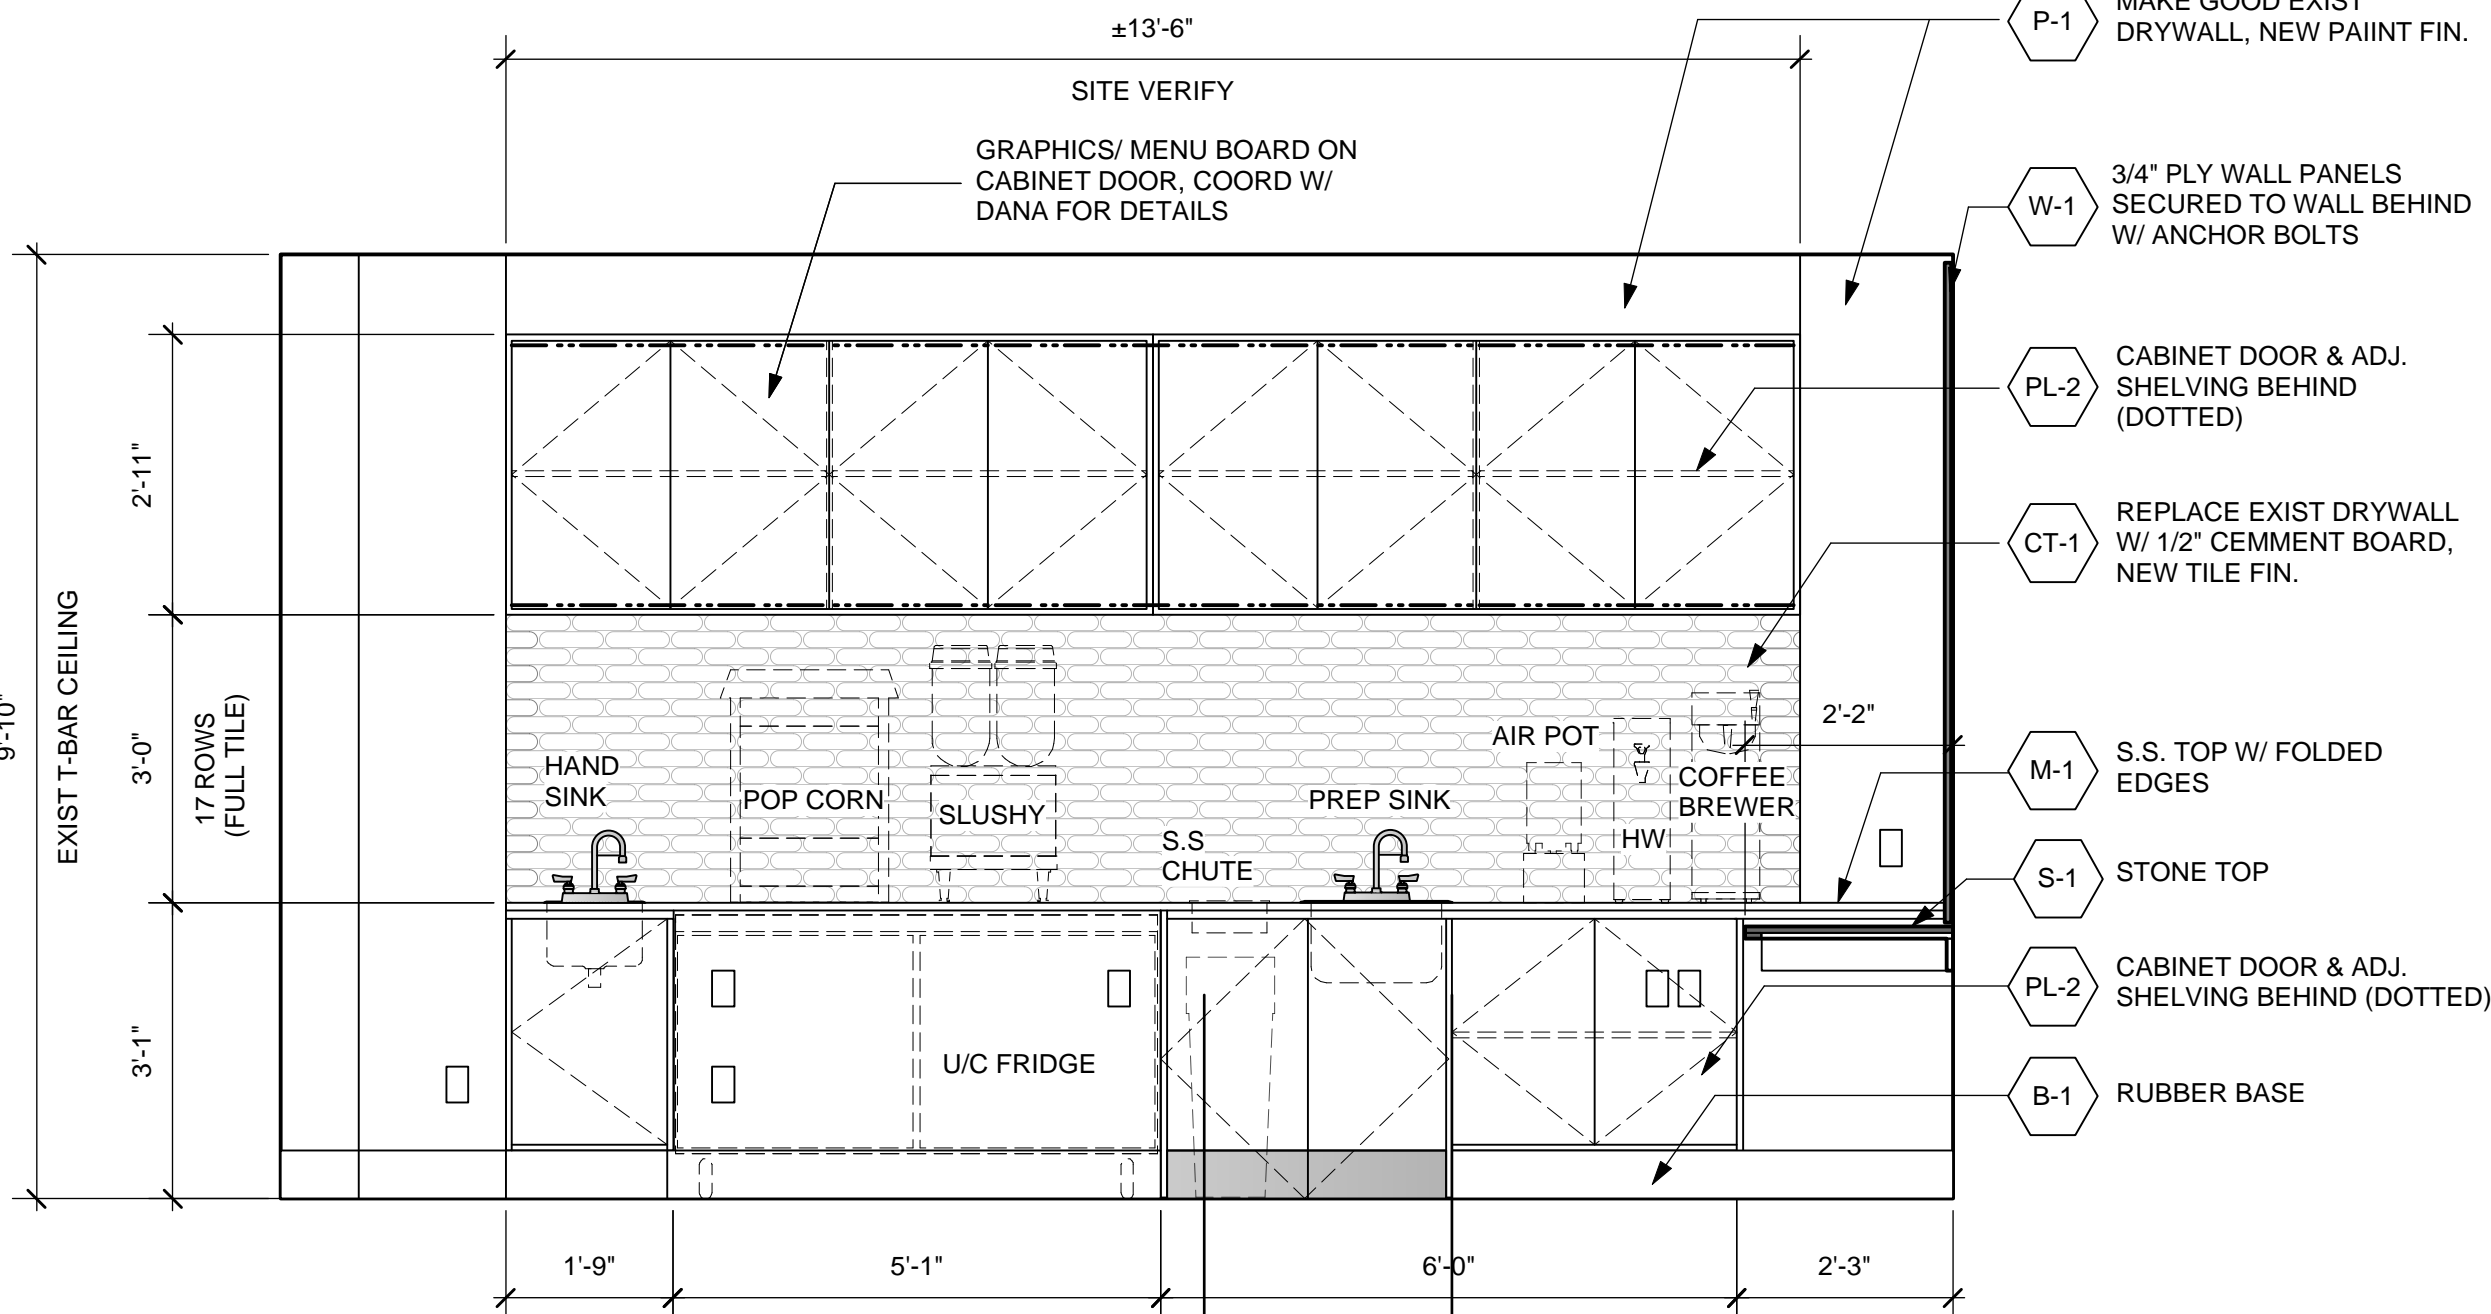 ±13'-6"
SITE VERIFY
GRAPHICS/ MENU BOARD ON
CABINET DOOR, COORD W/
DANA FOR DETAILS
P-1
MAKE GOOD EXIST
DRYWALL, NEW PAIINT FIN.
W-1
3/4" PLY WALL PANELS
SECURED TO WALL BEHIND
W/ ANCHOR BOLTS
PL-2
CABINET DOOR & ADJ.
SHELVING BEHIND
(DOTTED)
CT-1
REPLACE EXIST DRYWALL
W/ 1/2" CEMMENT BOARD,
NEW TILE FIN.
M-1
S.S. TOP W/ FOLDED
EDGES
S-1
STONE TOP
PL-2
CABINET DOOR & ADJ.
SHELVING BEHIND (DOTTED)
B-1
RUBBER BASE
9'-10"
EXIST T-BAR CEILING
2'-11"
3'-0"
17 ROWS
(FULL TILE)
3'-1"
HAND
SINK
POP CORN
SLUSHY
S.S
CHUTE
PREP SINK
AIR POT
HW
COFFEE
BREWER
2'-2"
U/C FRIDGE
1'-9"
5'-1"
6'-0"
2'-3"